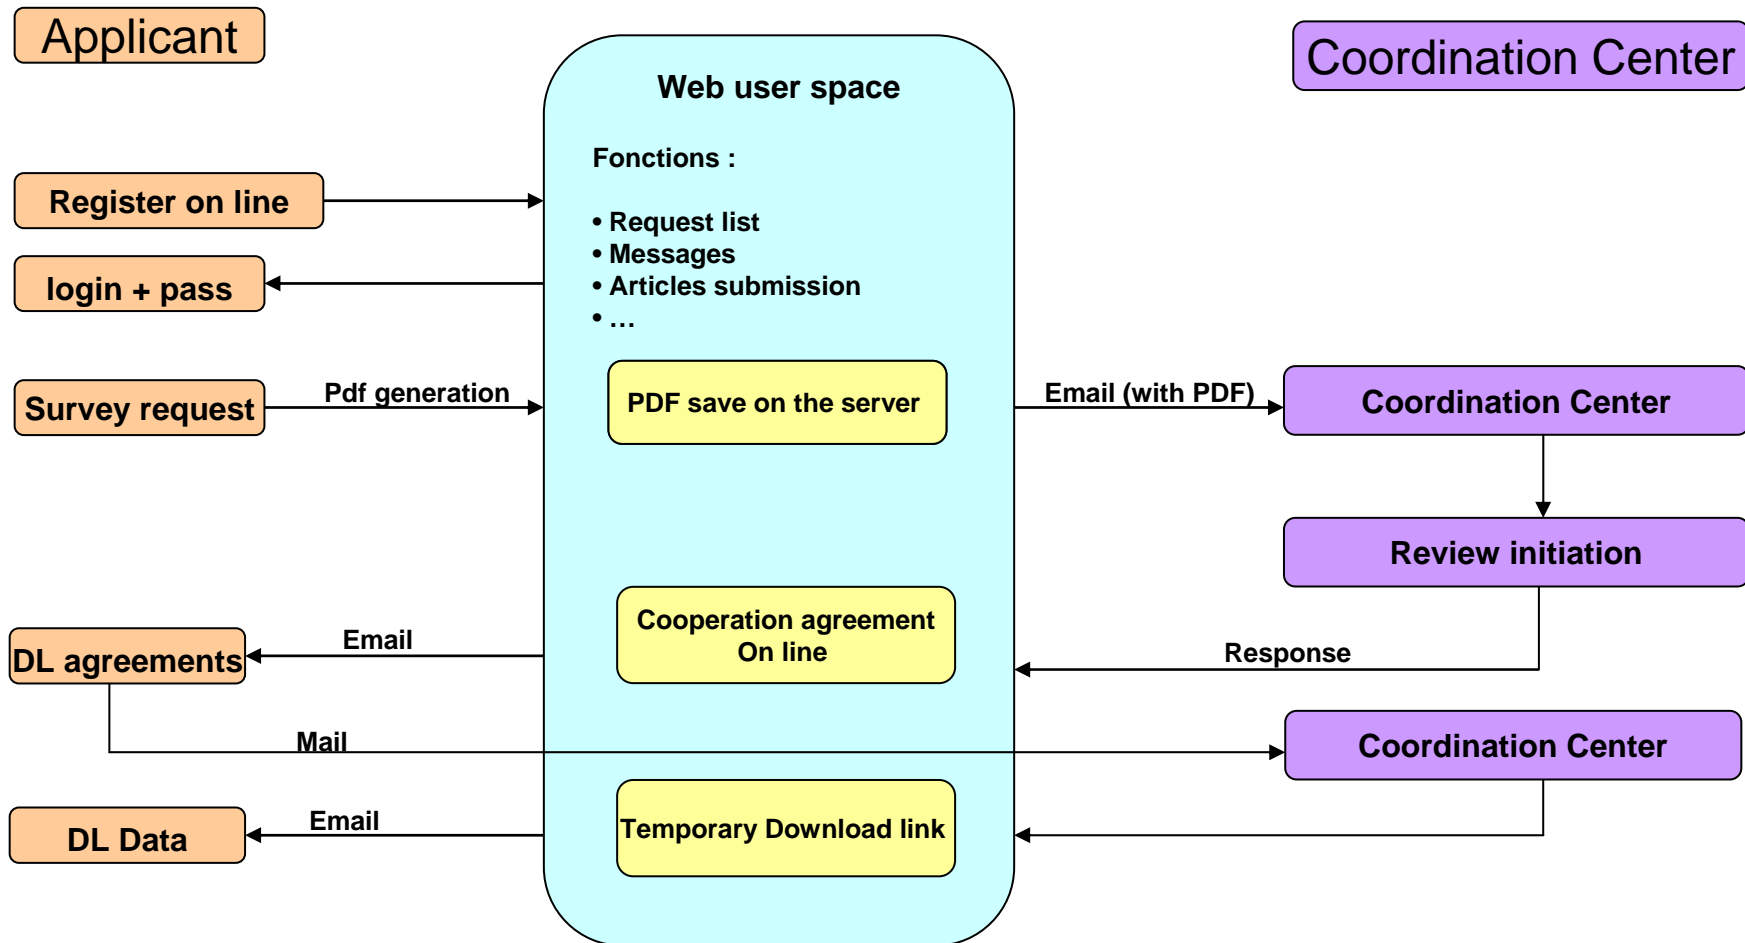 Applicant
Coordination Center
Web user space
Fonctions :
• Request list
• Messages
• Articles submission
• ...
Register on line
login + pass
Survey request
Pdf generation
PDF save on the server
Email (with PDF)
Coordination Center
Review initiation
Cooperation agreement
On line
Response
DL agreements
Email
Mail
Coordination Center
Temporary Download link
DL Data
Email